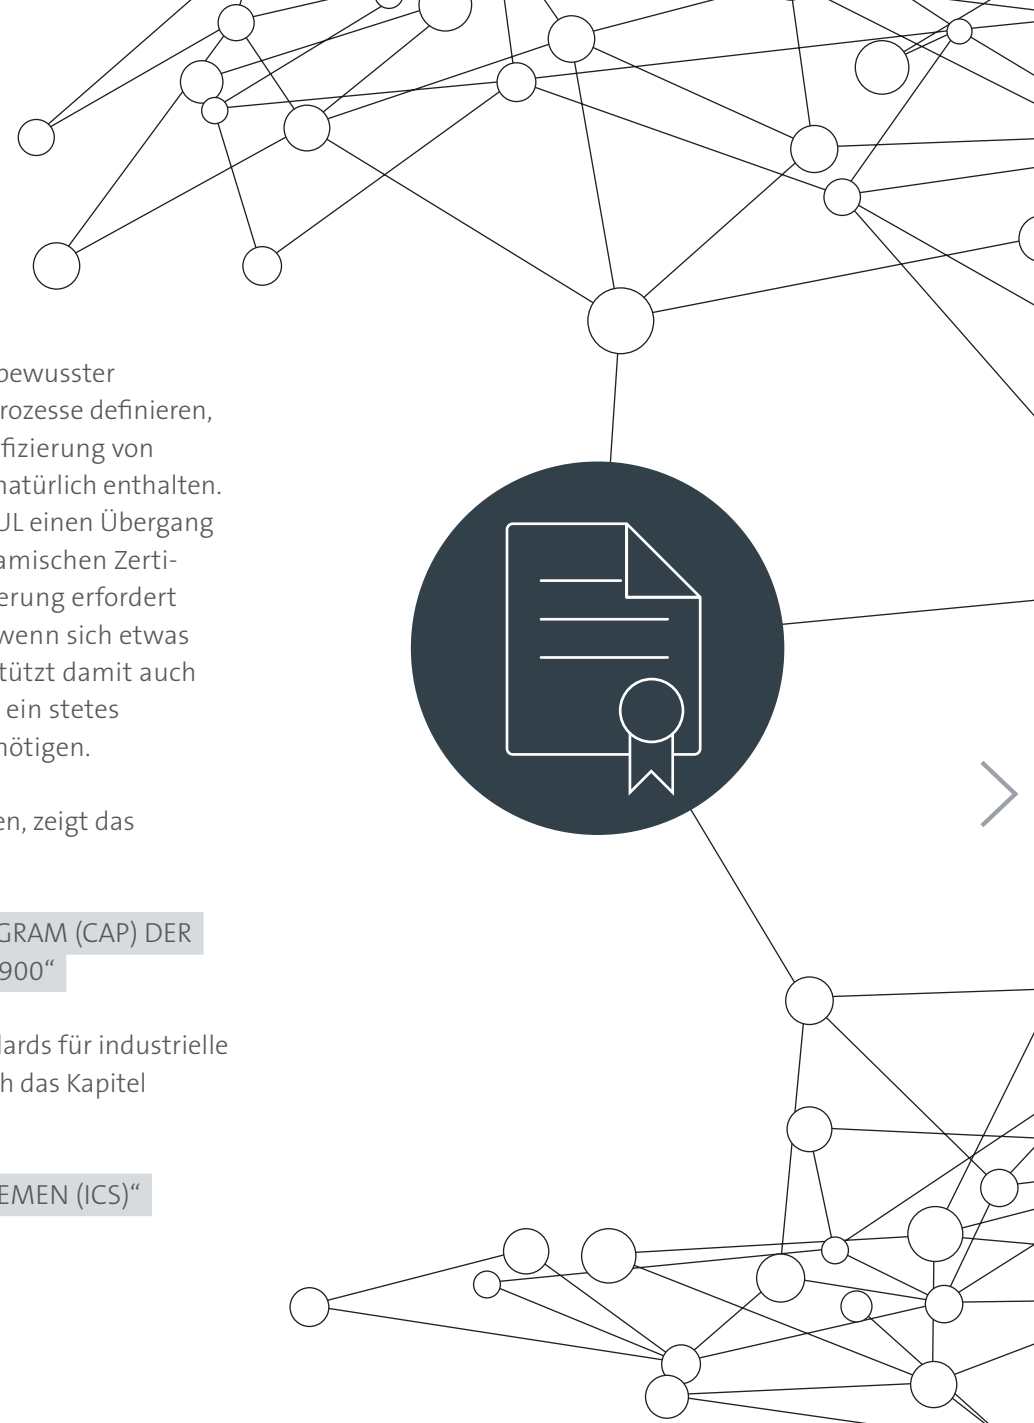 bewusster
rozesse definieren,
fizierung von
natürlich enthalten.
UL einen Übergang
amischen Zerti-
erung erfordert
wenn sich etwas
tützt damit auch
ein stetes
nötigen.
en, zeigt das
GRAM (CAP) DER
900“
lards für industrielle
h das Kapitel
EMEN (ICS)“